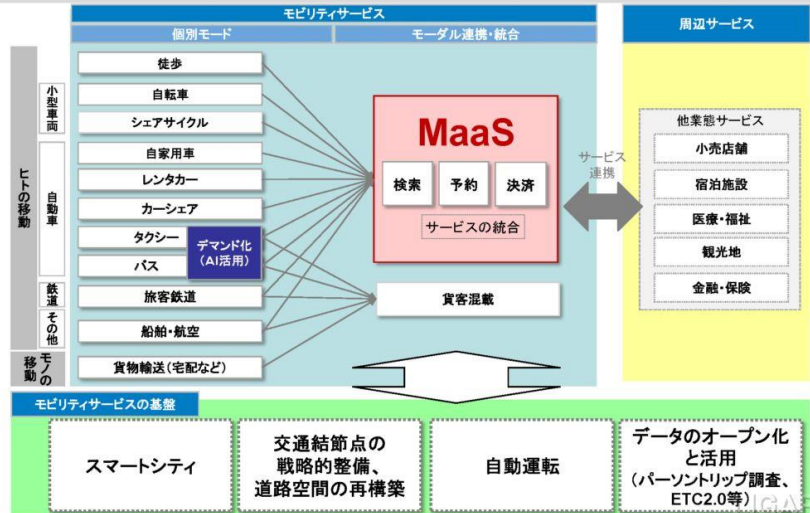 モビリティサービス
周辺サービス
個別モード
モーダル連携・統合
ヒトの移動
小型車両
自動車
鉄道
その他
モノの移動
徒歩
自転車
シェアサイクル
自家用車
レンタカー
カーシェア
タクシー
バス
デマンド化
（AI活用）
旅客鉄道
船舶・航空
貨物輸送（宅配など）
MaaS
検索
予約
決済
サービスの統合
貨客混載
サービス
連携
他業態サービス
小売店舗
宿泊施設
医療・福祉
観光地
金融・保険
モビリティサービスの基盤
スマートシティ
交通結節点の
戦略的整備、
道路空間の再構築
自動運転
データのオープン化
と活用
（パーソントリップ調査、
ETC2.0等）